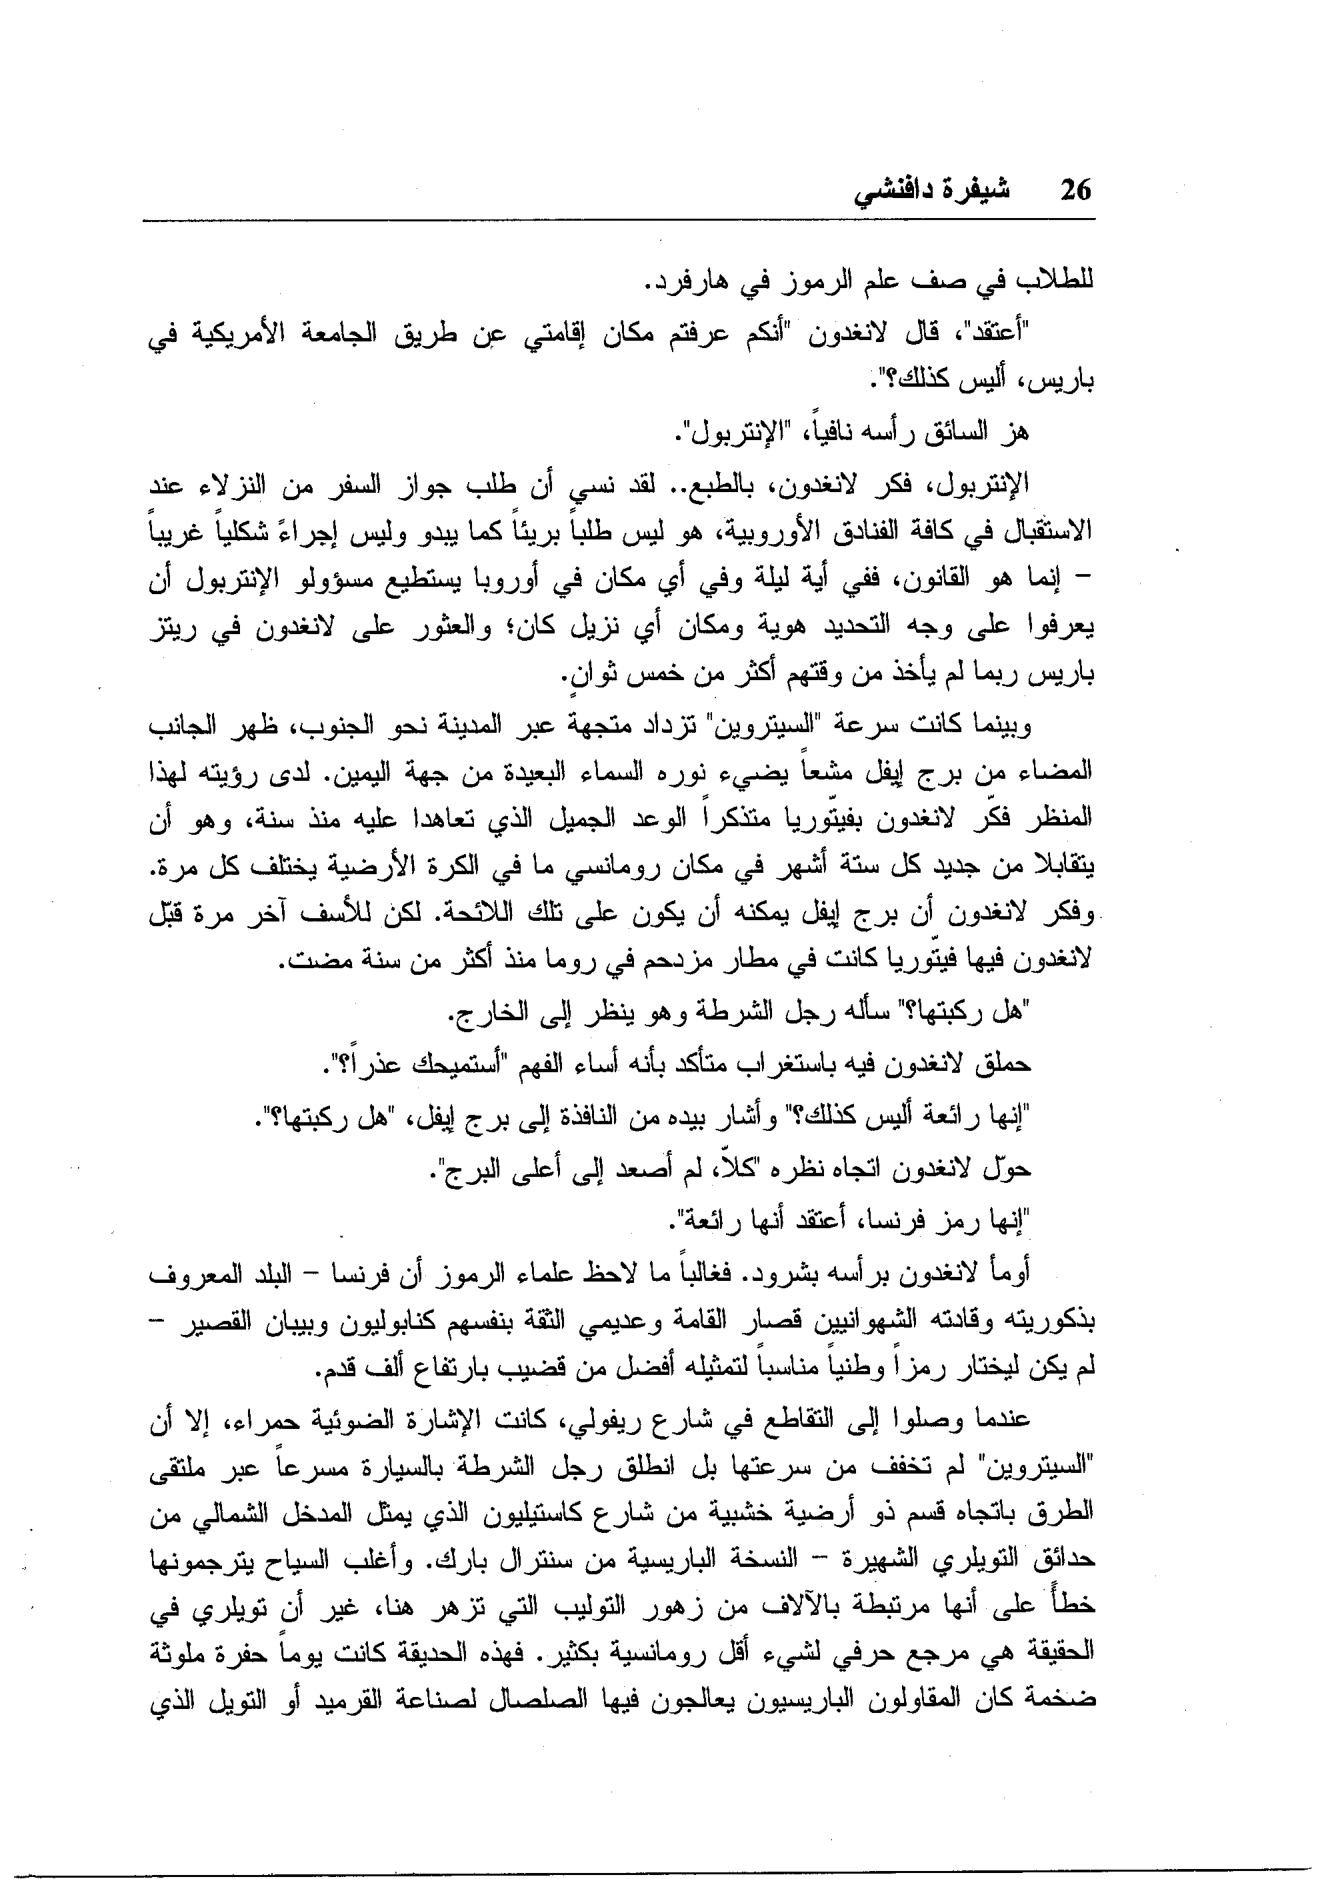 26 شيفرة دافنشي
للطلاب في صف علم الرموز في هارفرد.
"أعتقد"، قال لانغدون "أنكم عرفتم مكان إقامتي عن طريق الجامعة الأمريكية في
باريس، أليس كذلك؟".
هز السائق رأسه نافياً، "الإنتربول".
الإنتربول، فكر لانغدون، بالطبع.. لقد نسي أن طلب جواز السفر من النزلاء عند
الاستقبال في كافة الفنادق الأوروبية، هو ليس طلباً بريئاً كما يبدو وليس إجراءً شكلياً غريباً
– إنما هو القانون، ففي أية ليلة وفي أي مكان في أوروبا يستطيع مسؤولو الإنتربول أن
يعرفوا على وجه التحديد هوية ومكان أي نزيل كان؛ والعثور على لانغدون في ريتز
باريس ربما لم يأخذ من وقتهم أكثر من خمس ثوانٍ.
وبينما كانت سرعة "السيتروين" تزداد متجهة عبر المدينة نحو الجنوب، ظهر الجانب
المضاء من برج إيفل مشعاً يضيء نوره السماء البعيدة من جهة اليمين. لدى رؤيته لهذا
المنظر فكّر لانغدون بفيتّوريا متذكراً الوعد الجميل الذي تعاهدا عليه منذ سنة، وهو أن
يتقابلا من جديد كل ستة أشهر في مكان رومانسي ما في الكرة الأرضية يختلف كل مرة.
وفكر لانغدون أن برج إيفل يمكنه أن يكون على تلك اللائحة. لكن للأسف آخر مرة قبّل
لانغدون فيها فيتّوريا كانت في مطار مزدحم في روما منذ أكثر من سنة مضت.
"هل ركبتها؟" سأله رجل الشرطة وهو ينظر إلى الخارج.
حملق لانغدون فيه باستغراب متأكد بأنه أساء الفهم "أستميحك عذراً؟".
"إنها رائعة أليس كذلك؟" وأشار بيده من النافذة إلى برج إيفل، "هل ركبتها؟".
حوّل لانغدون اتجاه نظره "كلاّ، لم أصعد إلى أعلى البرج".
"إنها رمز فرنسا، أعتقد أنها رائعة".
أومأ لانغدون برأسه بشرود. فغالباً ما لاحظ علماء الرموز أن فرنسا – البلد المعروف
بذكوريته وقادته الشهوانيين قصار القامة وعديمي الثقة بنفسهم كنابوليون وبيبان القصير –
لم يكن ليختار رمزاً وطنياً مناسباً لتمثيله أفضل من قضيب بارتفاع ألف قدم.
عندما وصلوا إلى التقاطع في شارع ريفولي، كانت الإشارة الضوئية حمراء، إلا أن
"السيتروين" لم تخفف من سرعتها بل انطلق رجل الشرطة بالسيارة مسرعاً عبر ملتقى
الطرق باتجاه قسم ذو أرضية خشبية من شارع كاستيليون الذي يمثل المدخل الشمالي من
حدائق التويلري الشهيرة – النسخة الباريسية من سنترال بارك. وأغلب السياح يترجمونها
خطأً على أنها مرتبطة بالآلاف من زهور التوليب التي تزهر هنا، غير أن تويلري في
الحقيقة هي مرجع حرفي لشيء أقل رومانسية بكثير. فهذه الحديقة كانت يوماً حفرة ملوثة
ضخمة كان المقاولون الباريسيون يعالجون فيها الصلصال لصناعة القرميد أو التويل الذي